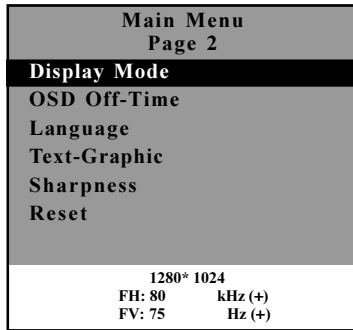 Main Menu
Page 2
Display Mode
OSD Off-Time
Language
Text-Graphic
Sharpness
Reset
1280* 1024
FH: 80 kHz (+)
FV: 75 Hz (+)